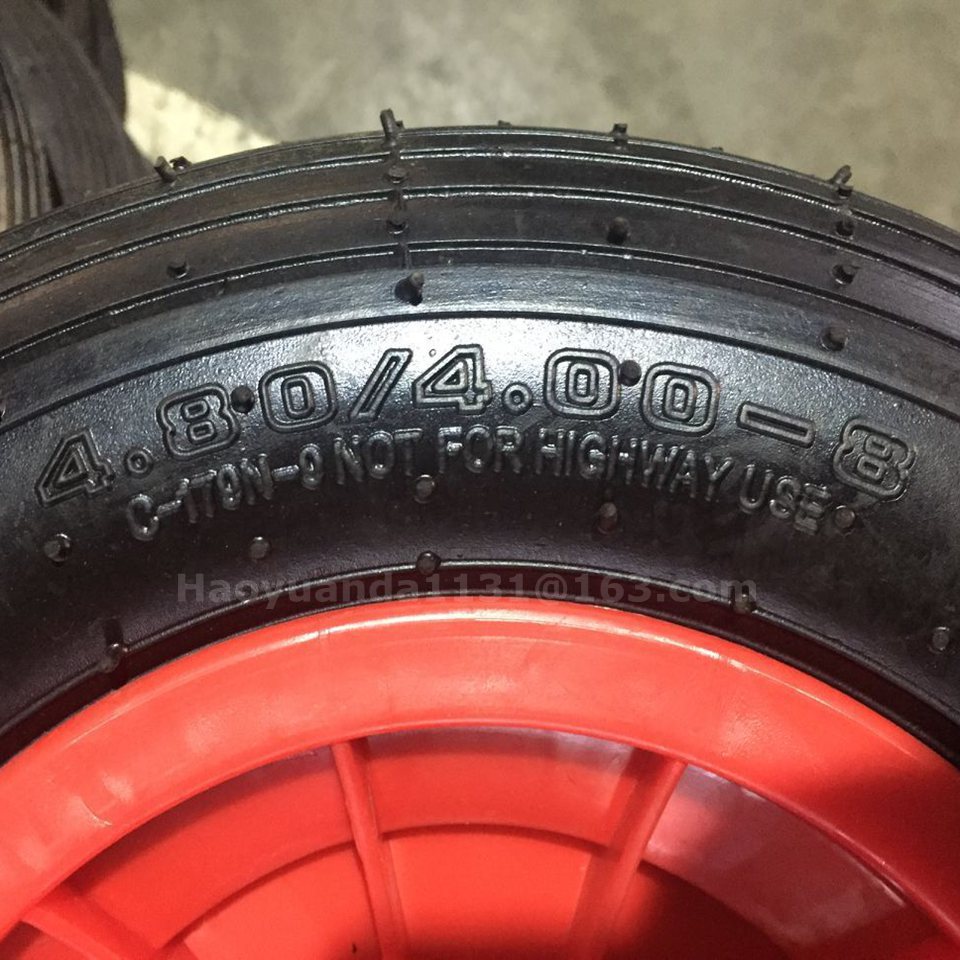 4.80/4.00-8
C-179N-9 NOT FOR HIGHWAY USE
Haoyuanda1131@163.com